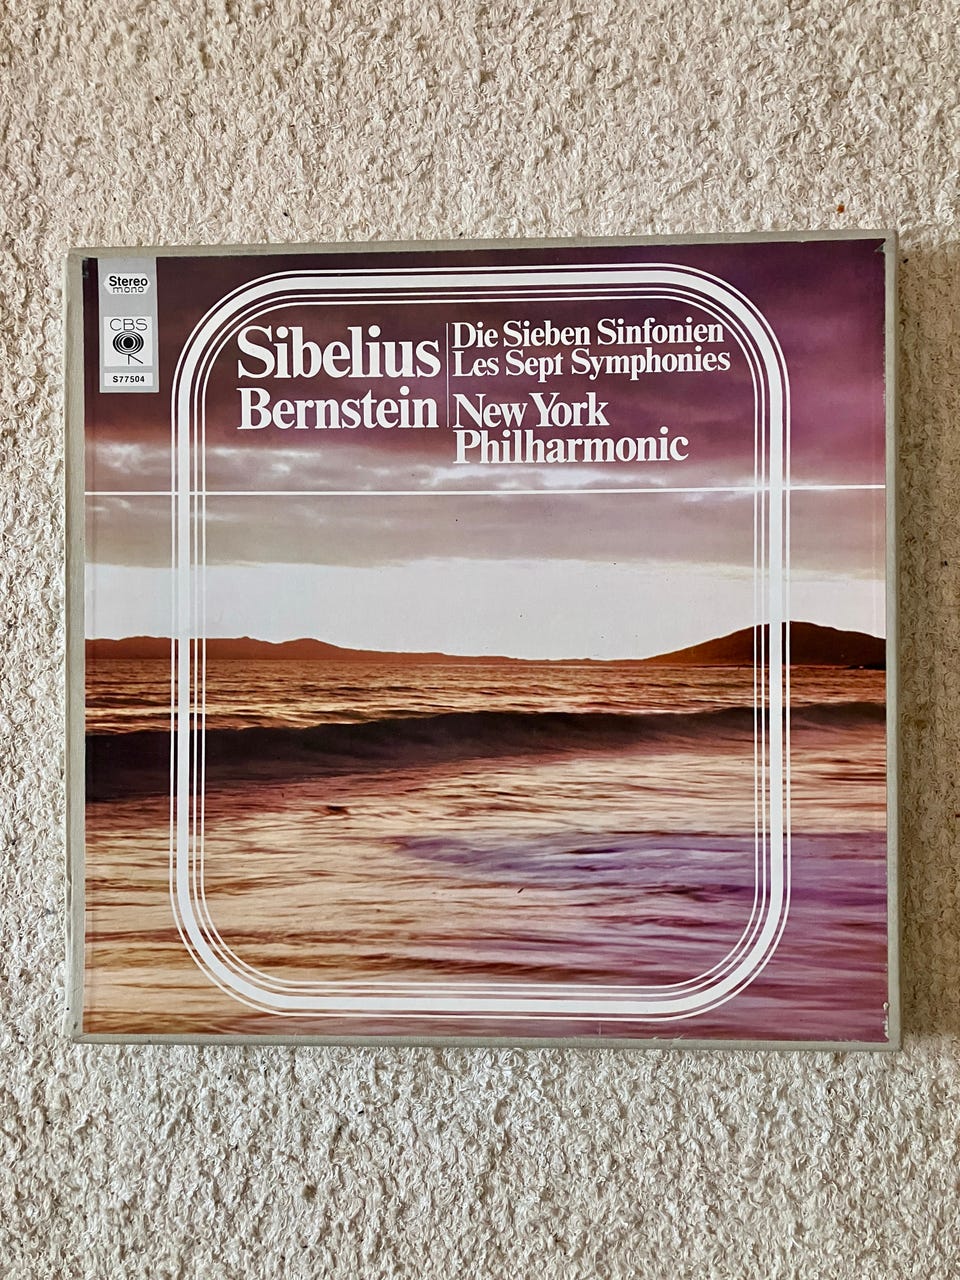 Stereo
mono
CBS
S77504
Sibelius
Bernstein
Die Sieben Sinfonien
Les Sept Symphonies
New York
Philharmonic